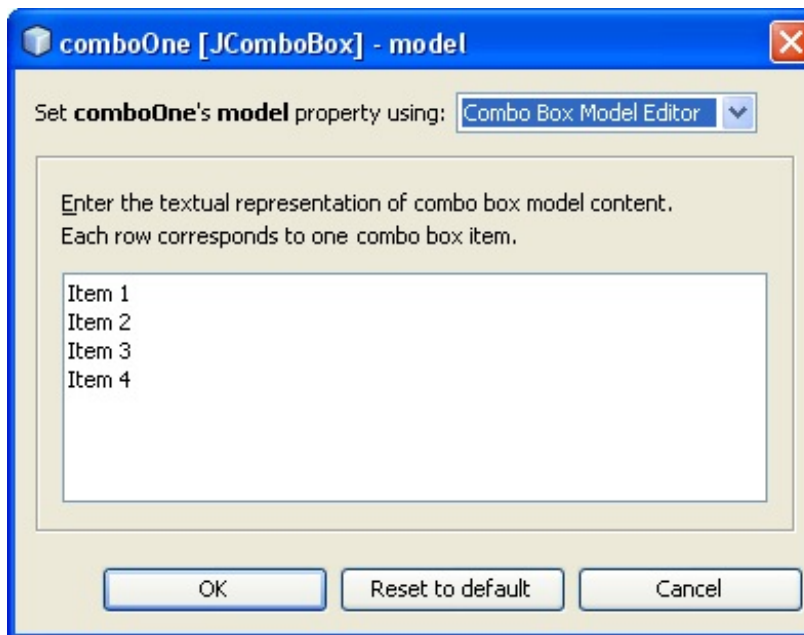 comboOne [JComboBox] - model
Set comboOne's model property using: Combo Box Model Editor
Enter the textual representation of combo box model content.
Each row corresponds to one combo box item.
Item 1
Item 2
Item 3
Item 4
OK Reset to default Cancel